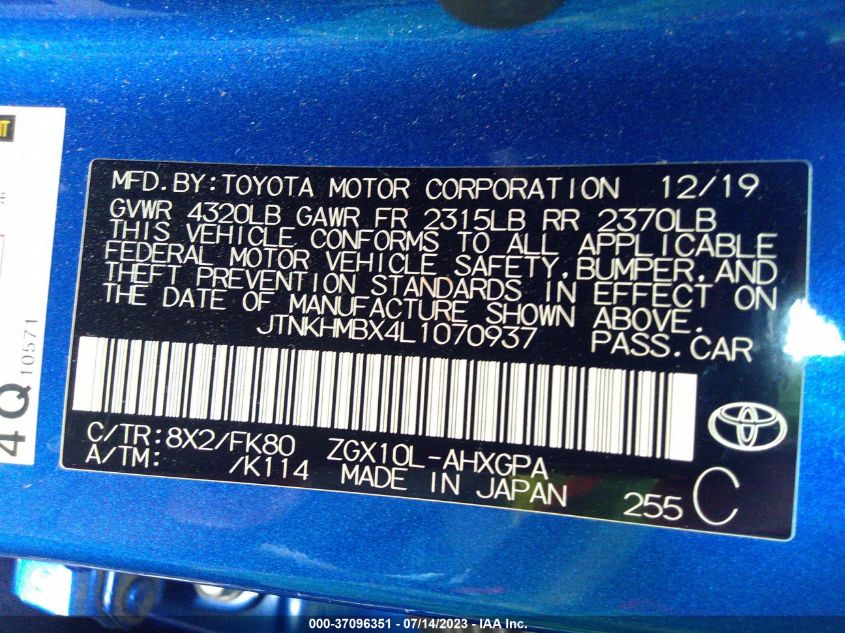 MFD.BY:TOYOTA MOTOR CORPORATION 12/19
GVWR 4320LB GAWR FR 2315LB RR 2370LB
THIS VEHICLE CONFORMS TO ALL APPLICABLE
FEDERAL MOTOR VEHICLE SAFETY,BUMPER,AND
THEFT PREVENTION STANDARDS IN EFFECT ON
THE DATE OF MANUFACTURE SHOWN ABOVE.
JTNKHMBX4L1070937 PASS.CAR
C/TR:8X2/FK80 ZGX10L-AHXGPA
A/TM: /K114 MADE IN JAPAN 255 C
4Q 10571
000-37096351 - 07/14/2023 - IAA Inc.